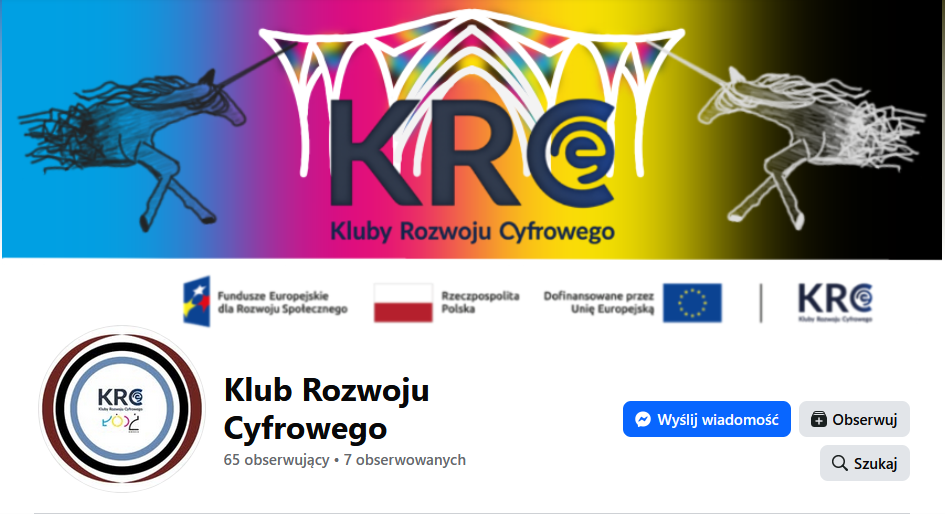 KRC
Kluby Rozwoju Cyfrowego
Fundusze Europejskie
dla Rozwoju Społecznego
Rzeczpospolita
Polska
Dofinansowane przez
Unię Europejską
KRC
Kluby Rozwoju Cyfrowego
KRC
Kluby Rozwoju Cyfrowego
ŁÓDŹ
Klub Rozwoju
Cyfrowego
65 obserwujący • 7 obserwowanych
Wyślij wiadomość
Obserwuj
Szukaj